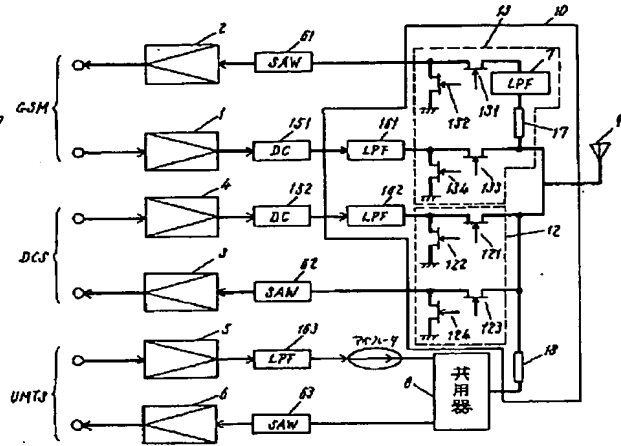 2 61 13 10
SAW 7
GSM LPF
132 131
1 151 161 17 9
DC LPF
134 133
4 152 162
DC LPF 12
DCS 122 121
3 62
SAW
124 123
5 163 アイソレータ 18
LPF
UMTS 8 共用器
6 63
SAW